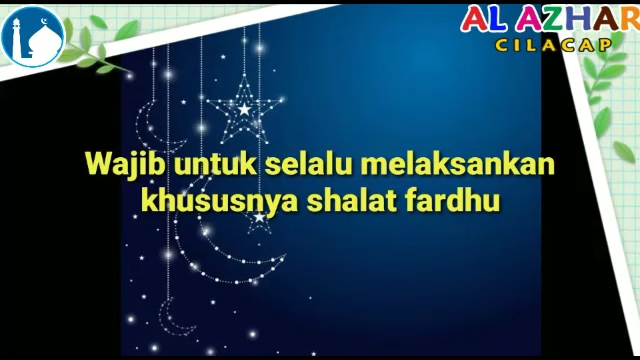 AL AZHAR
CILACAP
Wajib untuk selalu melaksankan
khususnya shalat fardhu